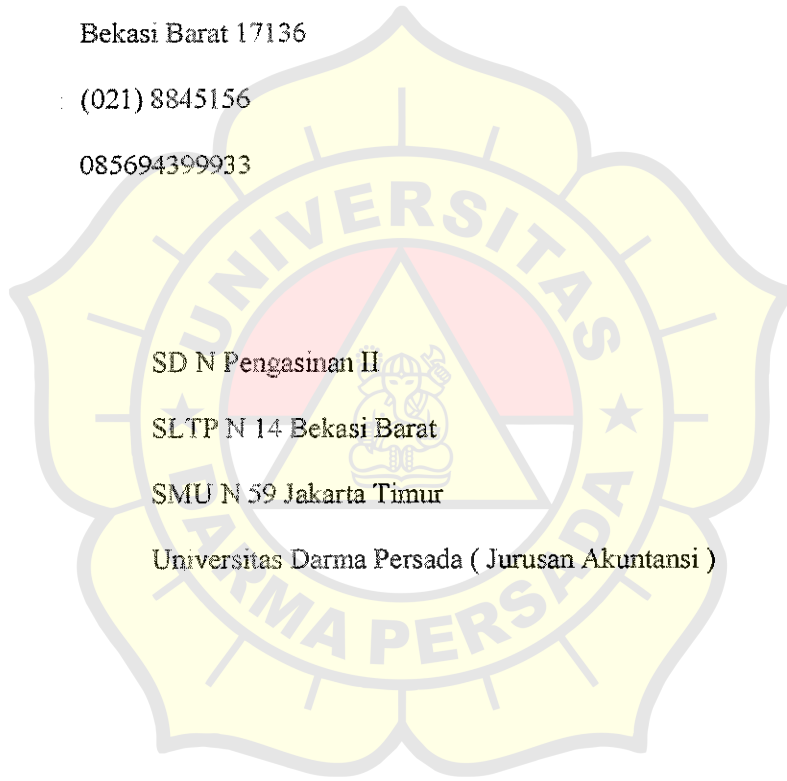 Bekasi Barat 17136
: (021) 8845156
085694399933
SD N Pengasinan II
SLTP N 14 Bekasi Barat
SMU N 59 Jakarta Timur
Universitas Darma Persada ( Jurusan Akuntansi )
UNIVERSITAS
DARMA PERSADA